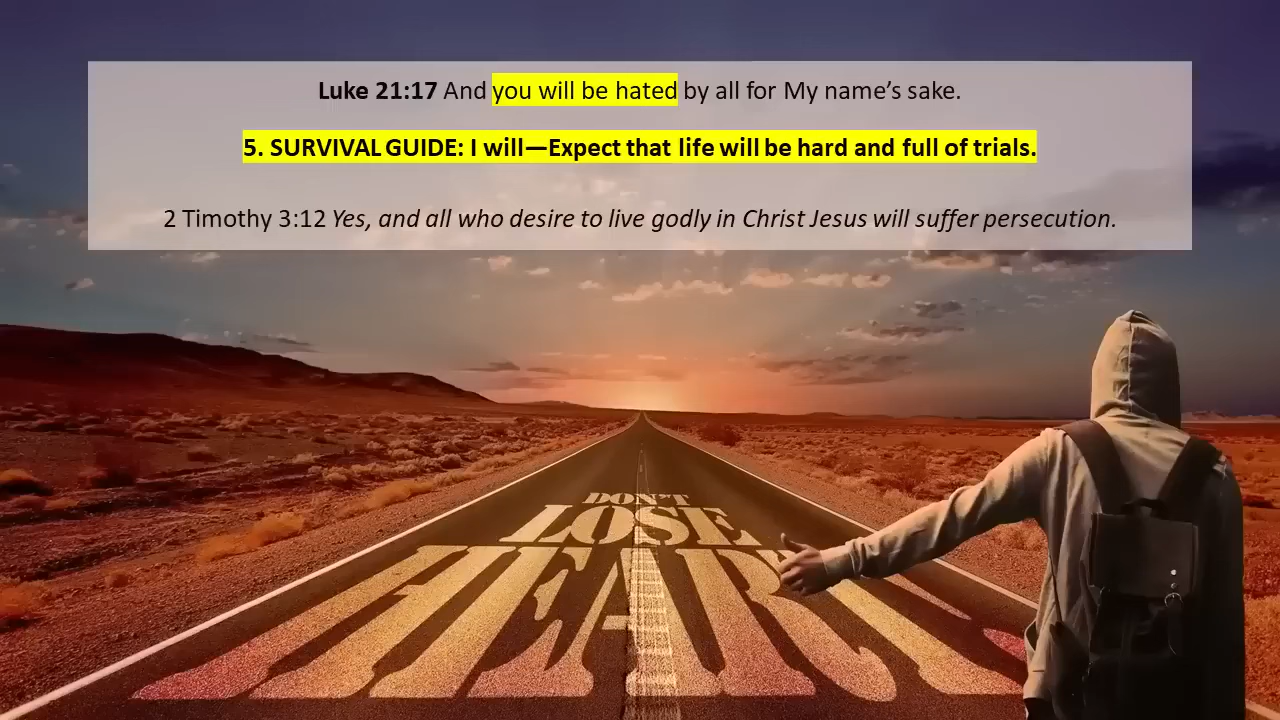 Luke 21:17 And you will be hated by all for My name’s sake.
5. SURVIVAL GUIDE: I will—Expect that life will be hard and full of trials.
2 Timothy 3:12 Yes, and all who desire to live godly in Christ Jesus will suffer persecution.
DON'T
LOSE
HEART!